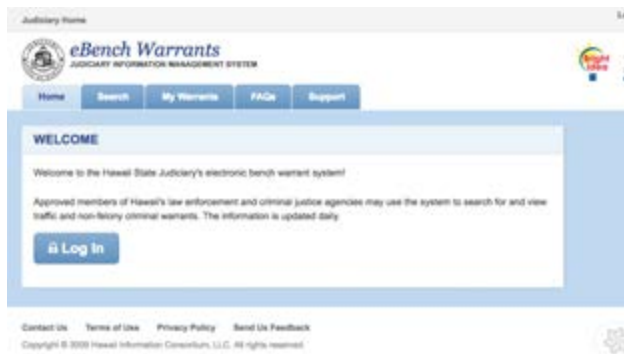 Judiciary Home
eBench Warrants
JUDICIARY INFORMATION MANAGEMENT SYSTEM
Bright Idea
Home Search My Warrants FAQs Support
WELCOME
Welcome to the Hawaii State Judiciary's electronic bench warrant system!
Approved members of Hawaii's law enforcement and criminal justice agencies may use the system to search for and view
traffic and non-felony criminal warrants. The information is updated daily.
Log In
Contact Us Terms of Use Privacy Policy Send Us Feedback
Copyright © 2009 Hawaii Information Consortium, LLC. All rights reserved.